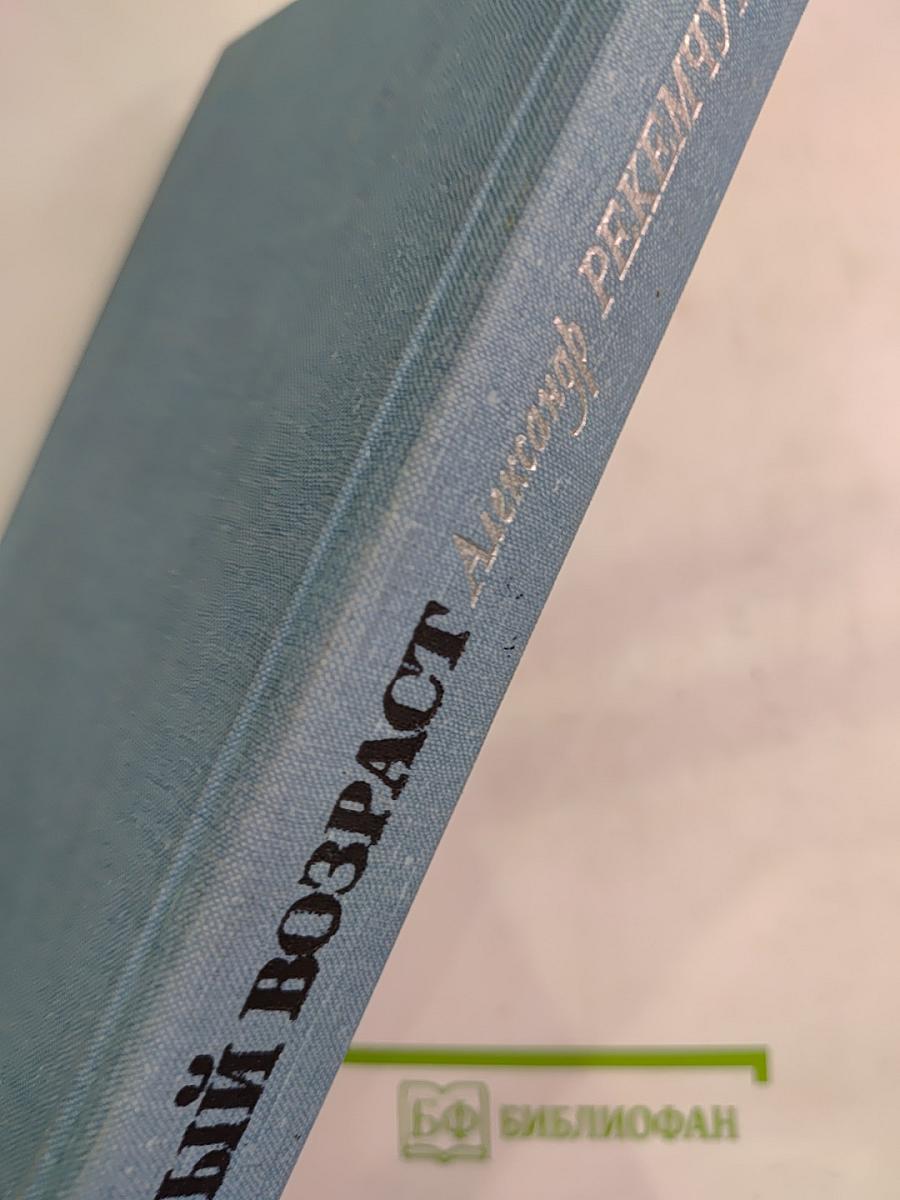 ЫЙ ВОЗРАСТ
Александр РЕКЕМЧУ
БФ БИБЛИОФАН